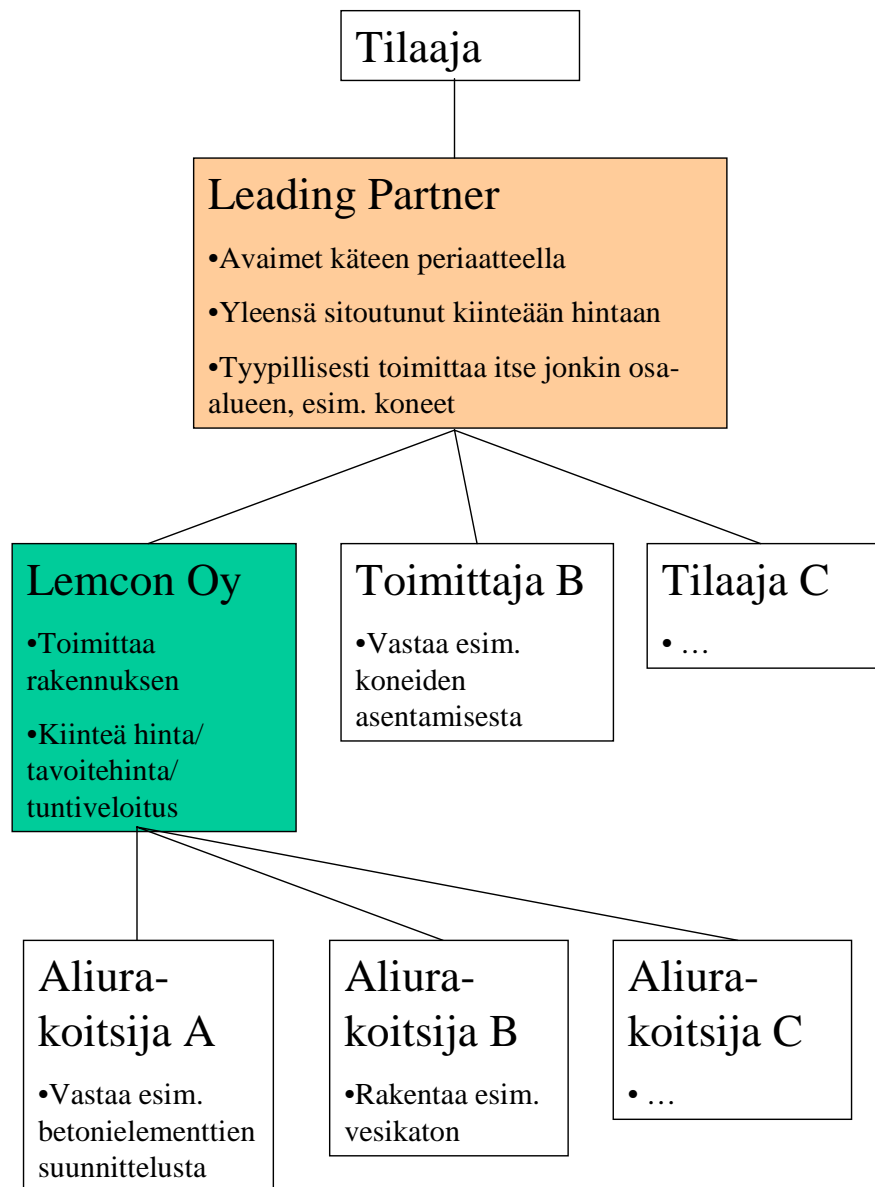 Tilaaja
Leading Partner
•Avaimet käteen periaatteella
•Yleensä sitoutunut kiinteään hintaan
•Tyypillisesti toimittaa itse jonkin osa-
alueen, esim. koneet
Lemcon Oy
•Toimittaa
rakennuksen
•Kiinteä hinta/
tavoitehinta/
tuntiveloitus
Toimittaja B
•Vastaa esim.
koneiden
asentamisesta
Tilaaja C
• …
Aliura-
koitsija A
•Vastaa esim.
betonielementtien
suunnittelusta
Aliura-
koitsija B
•Rakentaa esim.
vesikaton
Aliura-
koitsija C
• …